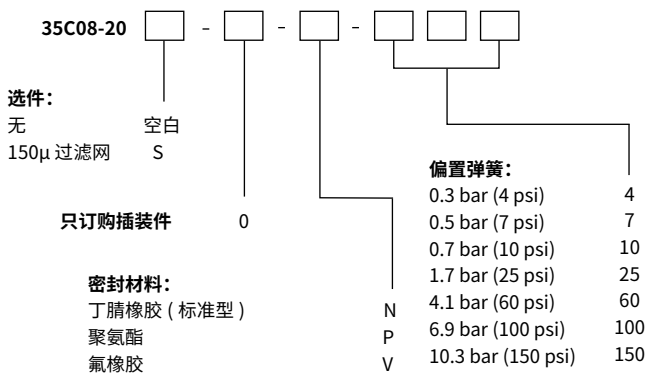 35C08-20 - - -
选件：
无 空白
150µ 过滤网 S
只订购插装件 0
密封材料：
丁腈橡胶 ( 标准型 ) N
聚氨酯 P
氟橡胶 V
偏置弹簧：
0.3 bar (4 psi) 4
0.5 bar (7 psi) 7
0.7 bar (10 psi) 10
1.7 bar (25 psi) 25
4.1 bar (60 psi) 60
6.9 bar (100 psi) 100
10.3 bar (150 psi) 150